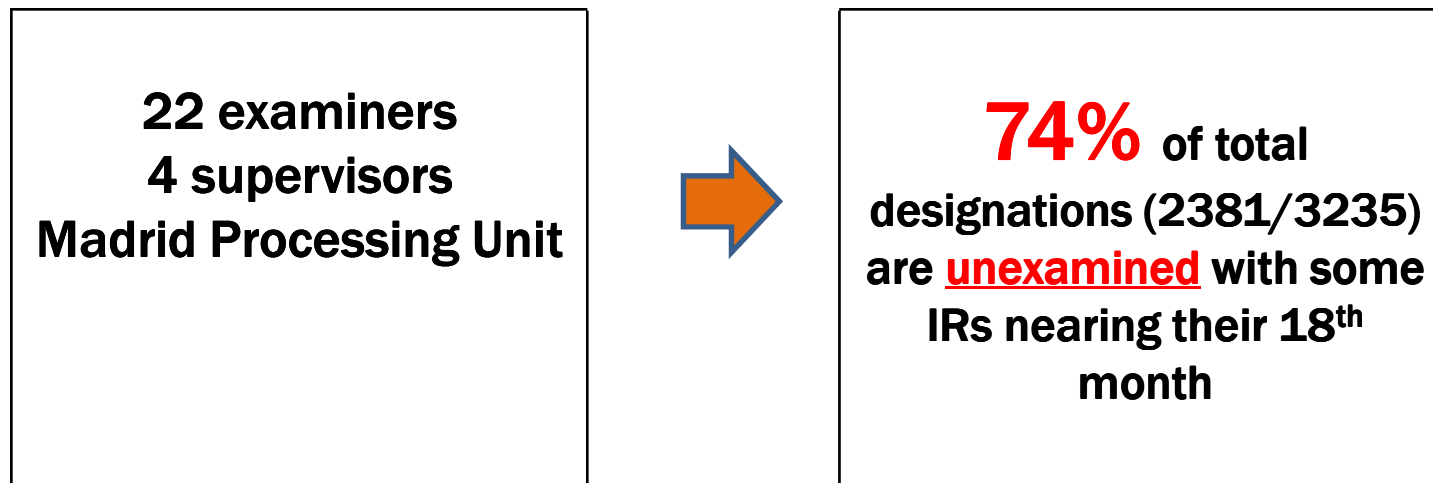 22 examiners
4 supervisors
Madrid Processing Unit
74% of total
designations (2381/3235)
are unexamined with some
IRs nearing their 18th
month